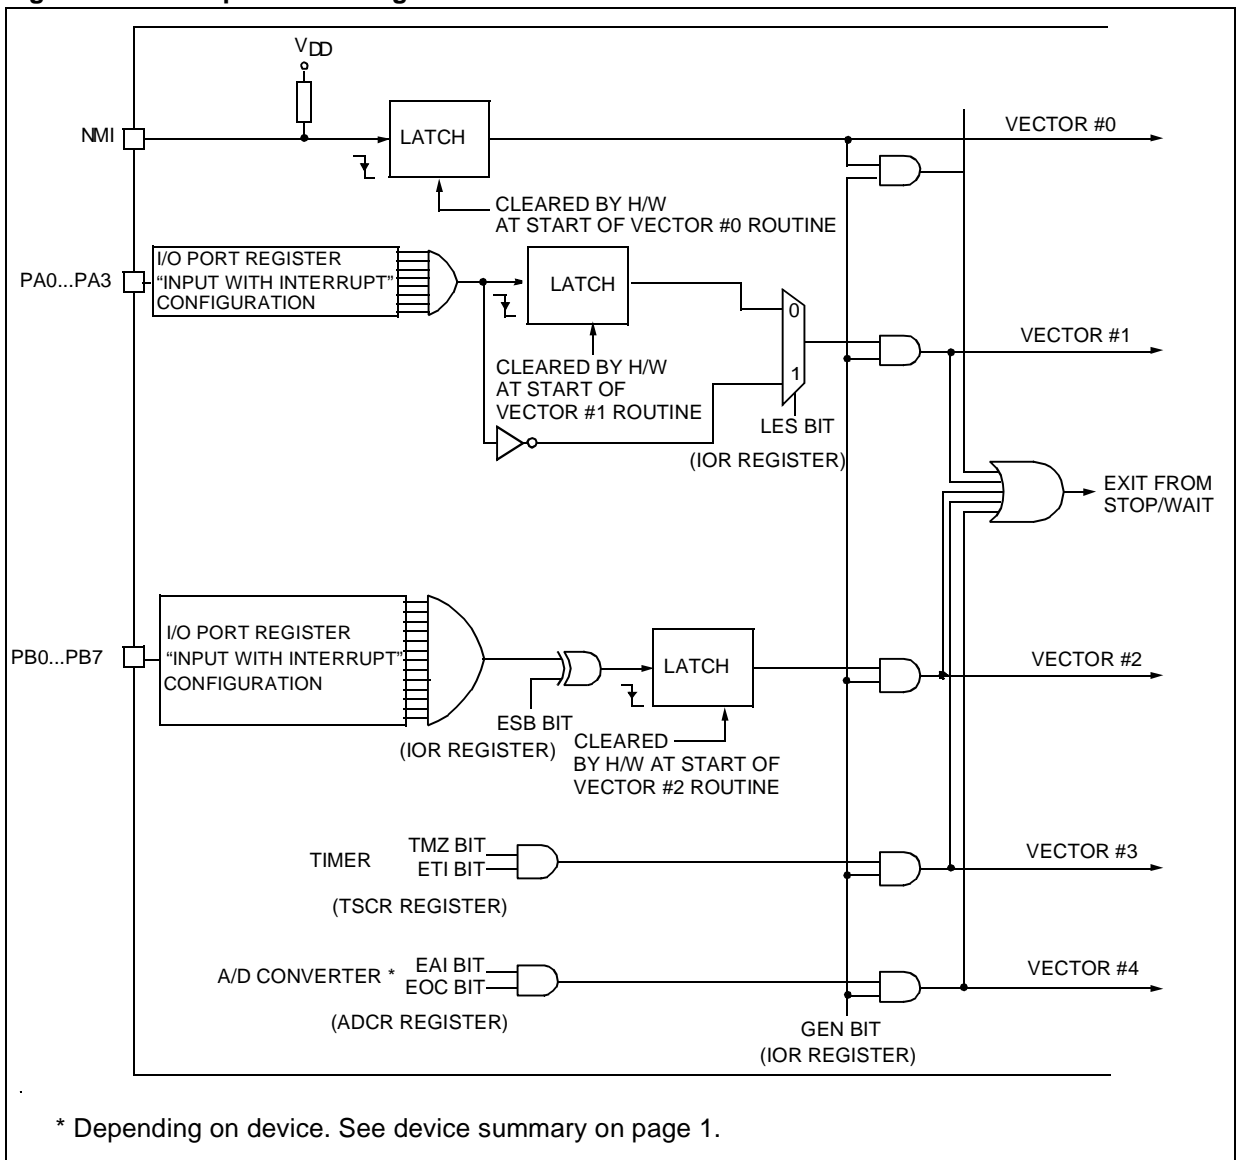 V DD
NMI
LATCH
VECTOR #0
CLEARED BY H/W
AT START OF VECTOR #0 ROUTINE
PA0...PA3
I/O PORT REGISTER
“INPUT WITH INTERRUPT”
CONFIGURATION
LATCH
0
1
VECTOR #1
CLEARED BY H/W
AT START OF
VECTOR #1 ROUTINE
LES BIT
(IOR REGISTER)
EXIT FROM
STOP/WAIT
PB0...PB7
I/O PORT REGISTER
“INPUT WITH INTERRUPT”
CONFIGURATION
LATCH
VECTOR #2
ESB BIT
(IOR REGISTER)
CLEARED
BY H/W AT START OF
VECTOR #2 ROUTINE
TIMER
TMZ BIT
ETI BIT
(TSCR REGISTER)
VECTOR #3
A/D CONVERTER *
EAI BIT
EOC BIT
(ADCR REGISTER)
VECTOR #4
GEN BIT
(IOR REGISTER)
* Depending on device. See device summary on page 1.